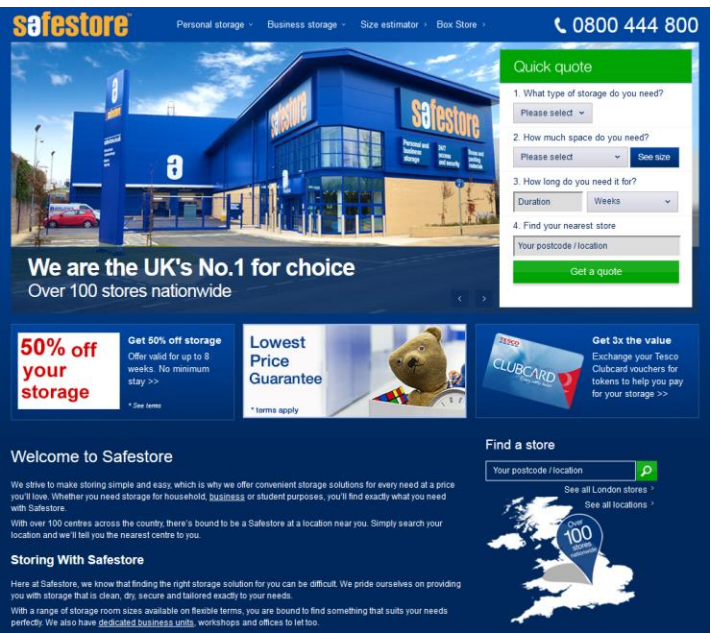 safestore
Personal storage
Business storage
Size estimator
Box Store
0800 444 800
safestore
safestore
Personal and
business
storage
24/7
access
and security
We are the UK's No.1 for choice
Over 100 stores nationwide
Quick quote
1. What type of storage do you need?
Please select
2. How much space do you need?
Please select
See size
3. How long do you need it for?
Duration
Weeks
4. Find your nearest store
Your postcode / location
Get a quote
50% off
your
storage
Get 50% off storage
Offer valid for up to 8
weeks. No minimum
stay >>
* See terms
Lowest
Price
Guarantee
* terms apply
TESCO
CLUBCARD
Get 3x the value
Exchange your Tesco
Clubcard vouchers for
tokens to help you pay
for your storage >>
Welcome to Safestore
We strive to make storing simple and easy, which is why we offer convenient storage solutions for every need at a price
you'll love. Whether you need storage for household, business or student purposes, you'll find exactly what you need
with Safestore.
With over 100 centres across the country, there's bound to be a Safestore at a location near you. Simply search your
location and we'll tell you the nearest centre to you.
Storing With Safestore
Here at Safestore, we know that finding the right storage solution for you can be difficult. We pride ourselves on providing
you with storage that is clean, dry, secure and tailored exactly to your needs.
With a range of storage room sizes available on flexible terms, you are bound to find something that suits your needs
perfectly. We also have dedicated business units, workshops and offices to let too.
Find a store
Your postcode / location
See all London stores
See all locations
Over
100
stores
nationwide